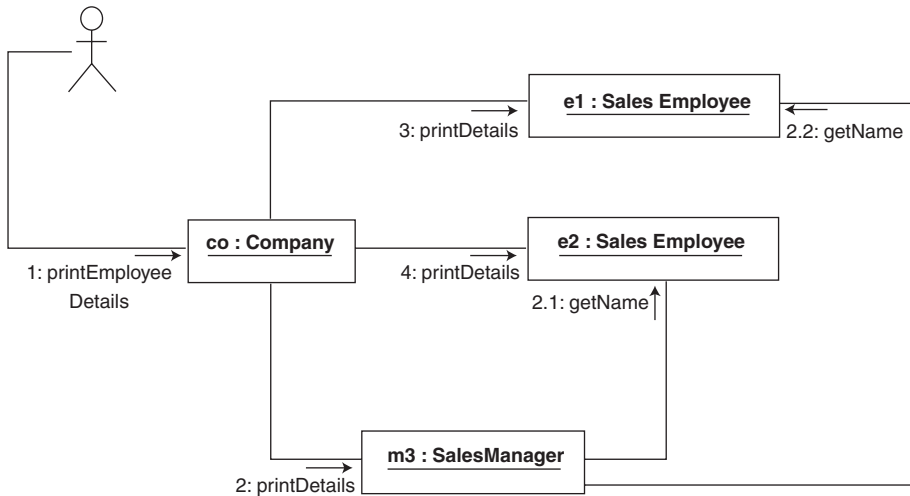 e1 : Sales Employee
3: printDetails
2.2: getName
co : Company
e2 : Sales Employee
1: printEmployee
Details
4: printDetails
2.1: getName
m3 : SalesManager
2: printDetails